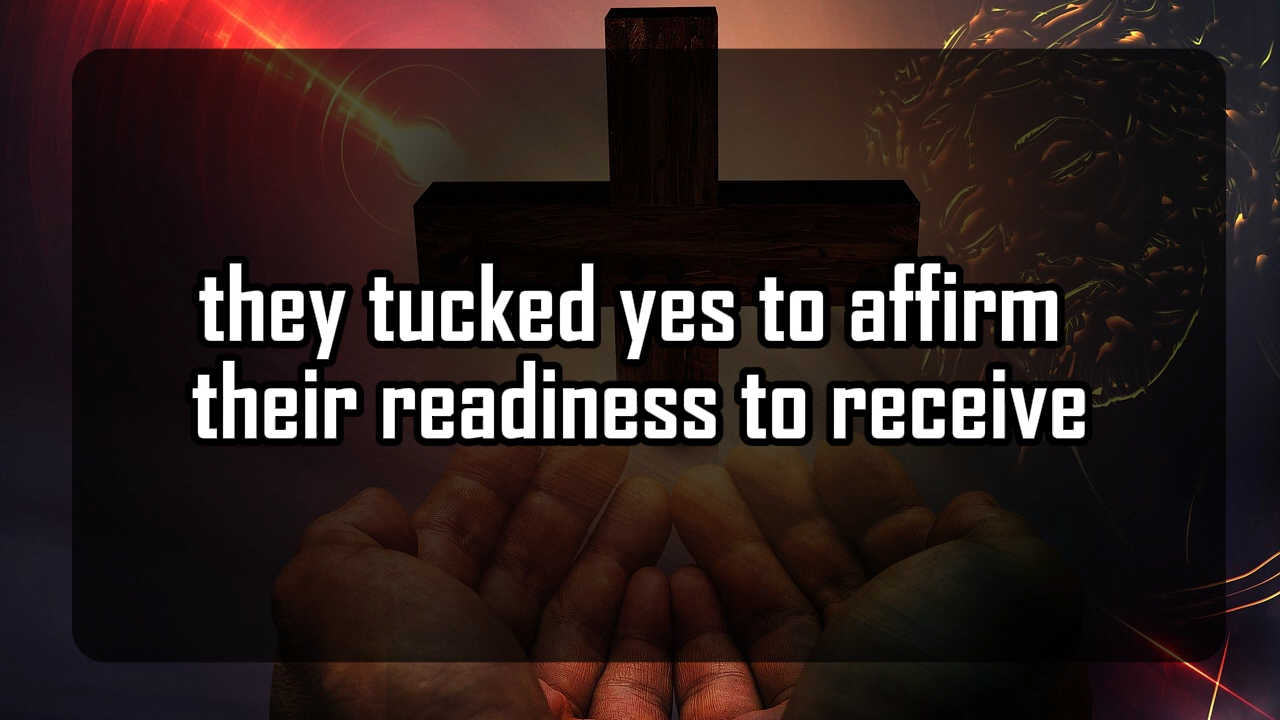 they tucked yes to affirm
their readiness to receive